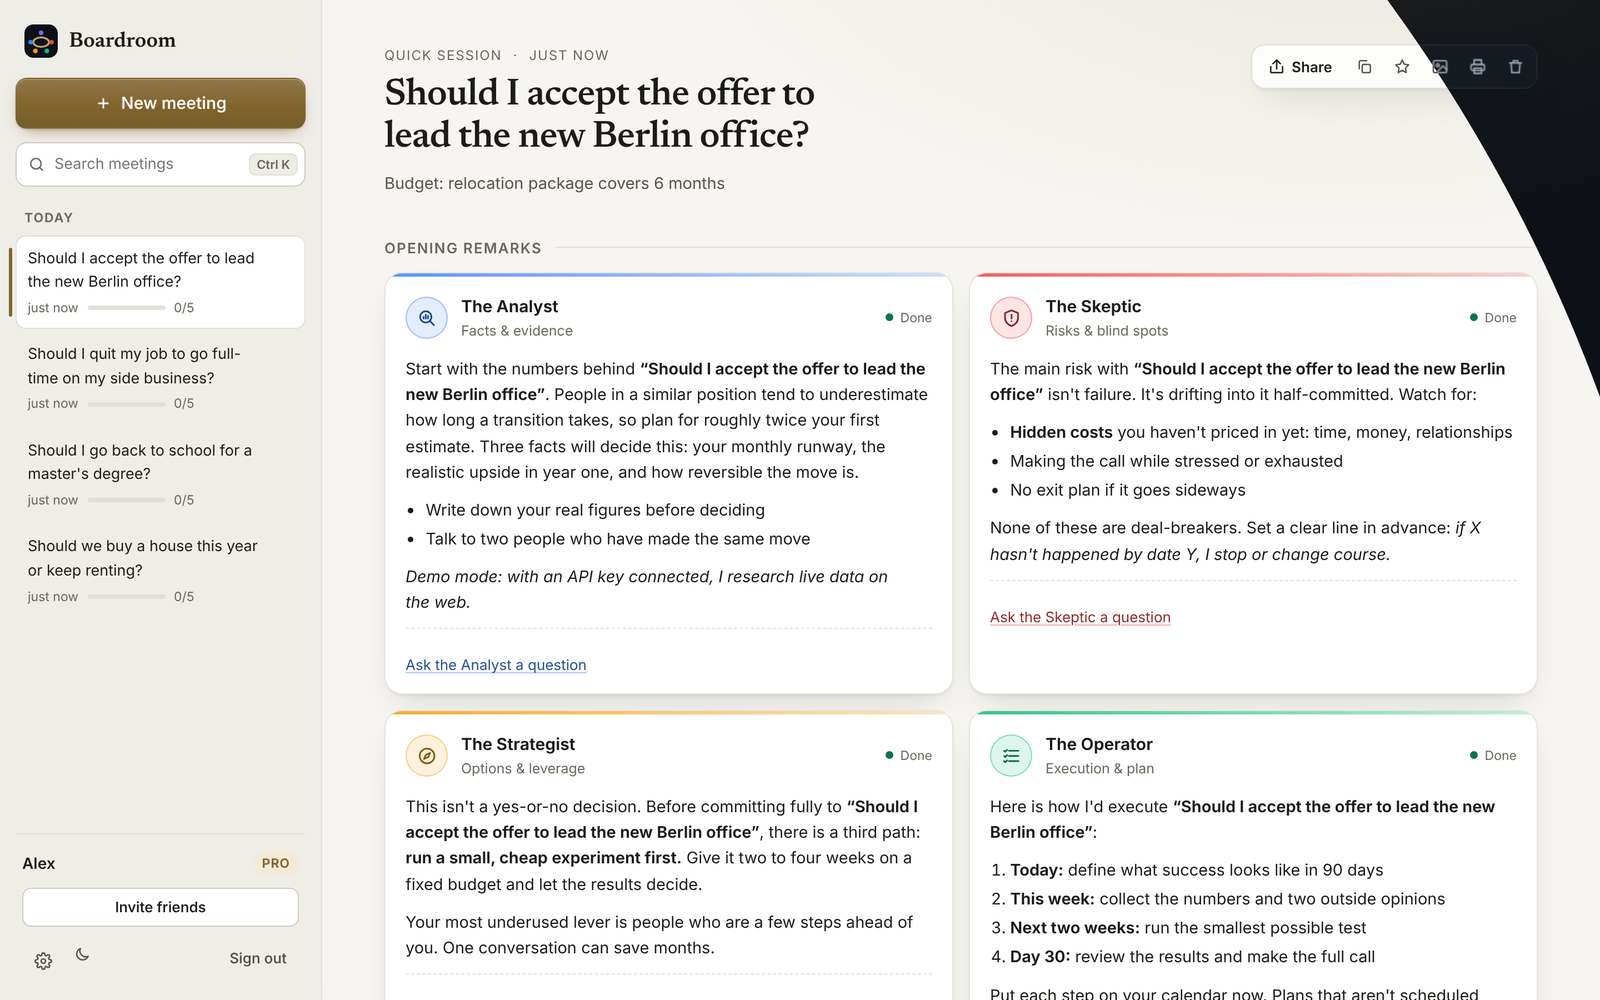 Boardroom
+ New meeting
Search meetings Ctrl K
TODAY
Should I accept the offer to lead
the new Berlin office?
just now 0/5
Should I quit my job to go full-
time on my side business?
just now 0/5
Should I go back to school for a
master's degree?
just now 0/5
Should we buy a house this year
or keep renting?
just now 0/5
Alex PRO
Invite friends
Sign out
QUICK SESSION · JUST NOW
Should I accept the offer to
lead the new Berlin office?
Budget: relocation package covers 6 months
Share
OPENING REMARKS
The Analyst
Facts & evidence
Done
Start with the numbers behind “Should I accept the offer to lead the
new Berlin office”. People in a similar position tend to underestimate
how long a transition takes, so plan for roughly twice your first
estimate. Three facts will decide this: your monthly runway, the
realistic upside in year one, and how reversible the move is.
• Write down your real figures before deciding
• Talk to two people who have made the same move
Demo mode: with an API key connected, I research live data on
the web.
Ask the Analyst a question
The Skeptic
Risks & blind spots
Done
The main risk with “Should I accept the offer to lead the new Berlin
office” isn't failure. It's drifting into it half-committed. Watch for:
• Hidden costs you haven't priced in yet: time, money, relationships
• Making the call while stressed or exhausted
• No exit plan if it goes sideways
None of these are deal-breakers. Set a clear line in advance: if X
hasn't happened by date Y, I stop or change course.
Ask the Skeptic a question
The Strategist
Options & leverage
Done
This isn't a yes-or-no decision. Before committing fully to “Should I
accept the offer to lead the new Berlin office”, there is a third path:
run a small, cheap experiment first. Give it two to four weeks on a
fixed budget and let the results decide.
Your most underused lever is people who are a few steps ahead of
you. One conversation can save months.
The Operator
Execution & plan
Done
Here is how I'd execute “Should I accept the offer to lead the new
Berlin office”:
1. Today: define what success looks like in 90 days
2. This week: collect the numbers and two outside opinions
3. Next two weeks: run the smallest possible test
4. Day 30: review the results and make the full call
Put each step on your calendar now. Plans that aren't scheduled